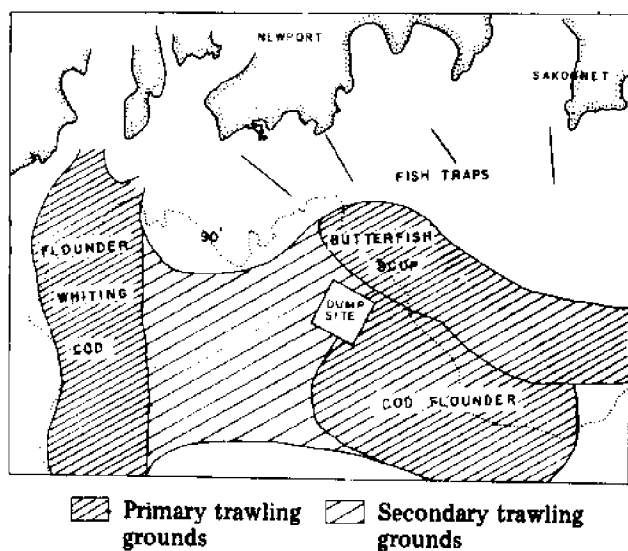 NEWPORT
SAKONNET
FISH TRAPS
90'
FLOUNDER
BUTTERFISH
SCUP
WHITING
DUMP
SITE
COD
COD FLOUNDER
Primary trawling
grounds
Secondary trawling
grounds